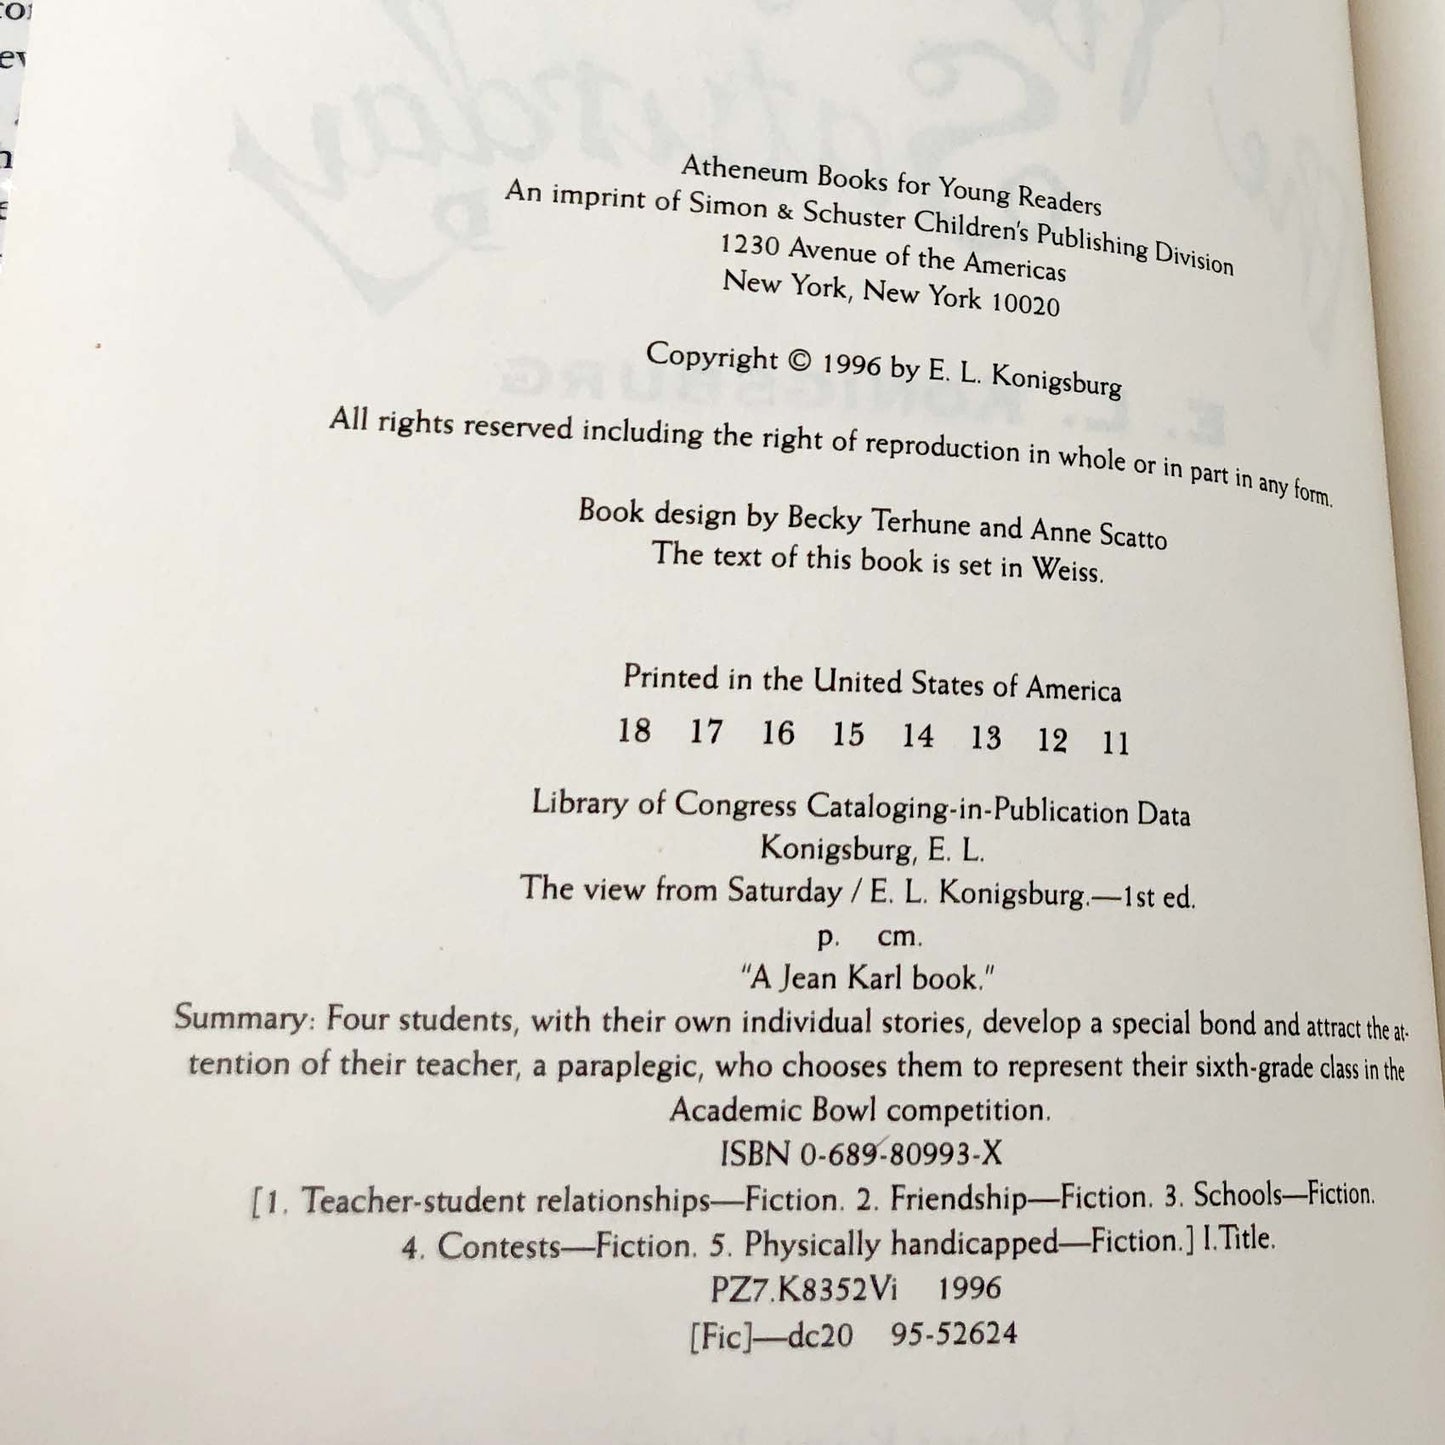 Atheneum Books for Young Readers
An imprint of Simon & Schuster Children's Publishing Division
1230 Avenue of the Americas
New York, New York 10020
Copyright © 1996 by E. L. Konigsburg
All rights reserved including the right of reproduction in whole or in part in any form.
Book design by Becky Terhune and Anne Scatto
The text of this book is set in Weiss.
Printed in the United States of America
18 17 16 15 14 13 12 11
Library of Congress Cataloging-in-Publication Data
Konigsburg, E. L.
The view from Saturday / E. L. Konigsburg.—1st ed.
p. cm.
"A Jean Karl book."
Summary: Four students, with their own individual stories, develop a special bond and attract the at-
tention of their teacher, a paraplegic, who chooses them to represent their sixth-grade class in the
Academic Bowl competition.
ISBN 0-689-80993-X
[1. Teacher-student relationships—Fiction. 2. Friendship—Fiction. 3. Schools—Fiction.
4. Contests—Fiction. 5. Physically handicapped—Fiction.] I.Title.
PZ7.K8352Vi 1996
[Fic]—dc20 95-52624